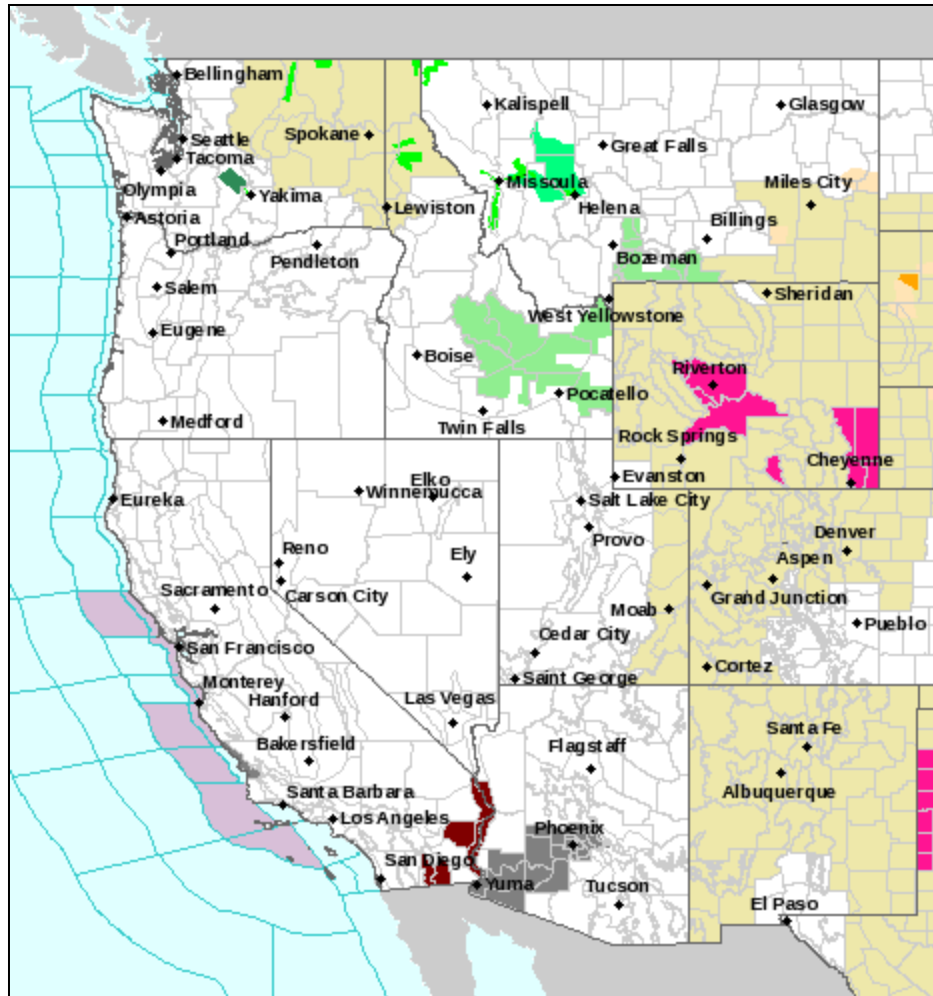 Bellingham
Kalispell
Glasgow
Spokane
Seattle
Great Falls
Tacoma
Missoula
Miles City
Olympia
Yakima
Helena
Lewiston
Astoria
Billings
Portland
Bozeman
Pendleton
Salem
Sheridan
West Yellowstone
Eugene
Boise
Riverton
Pocatello
Medford
Twin Falls
Rock Springs
Cheyenne
Evanston
Elko
Winnemucca
Eureka
Salt Lake City
Denver
Provo
Reno
Ely
Aspen
Sacramento
Carson City
Grand Junction
Moab
Pueblo
Cedar City
San Francisco
Cortez
Saint George
Monterey
Hanford
Las Vegas
Santa Fe
Bakersfield
Flagstaff
Albuquerque
Santa Barbara
Los Angeles
Phoenix
San Diego
Yuma
Tucson
El Paso